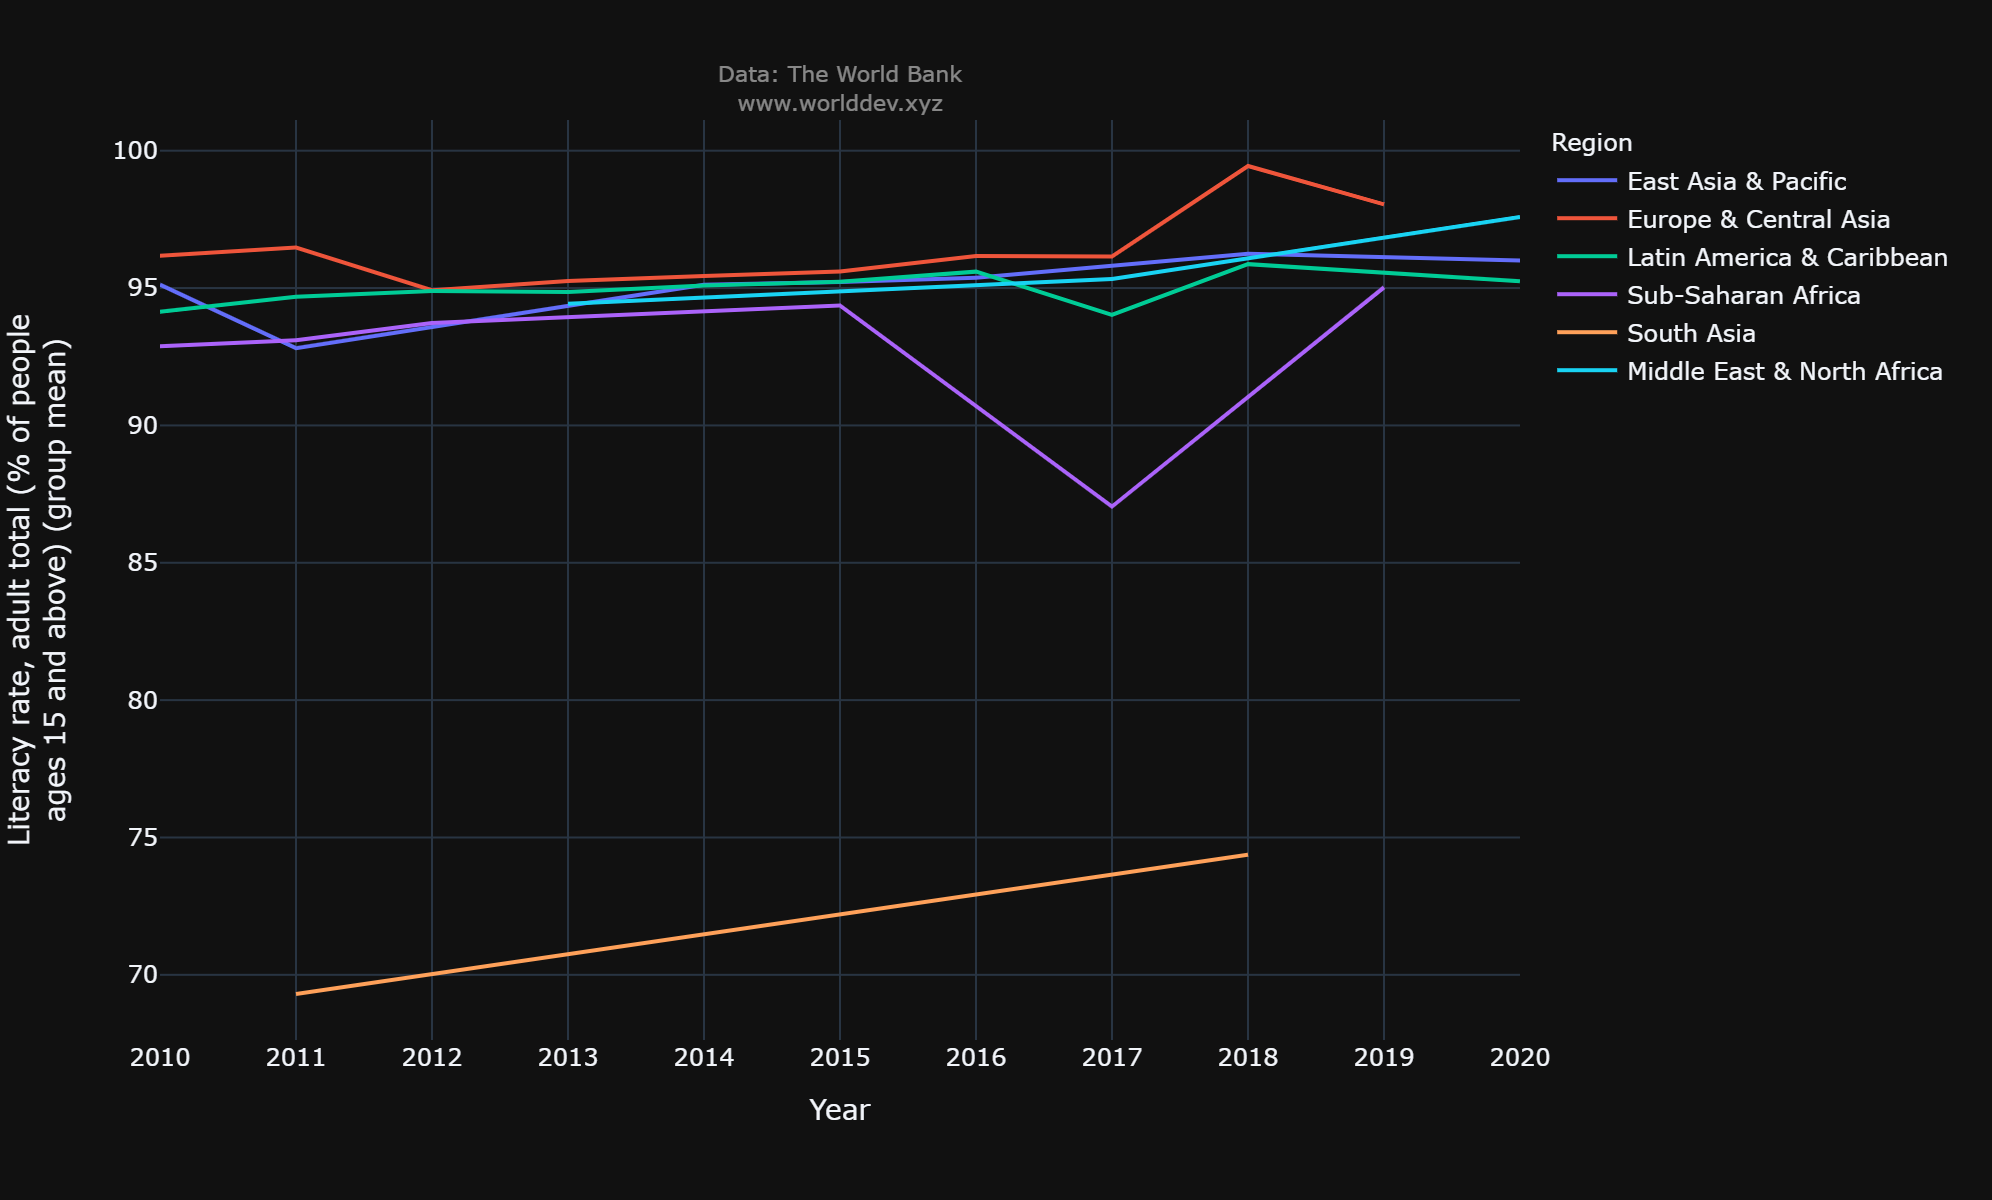 Data: The World Bank
www.worlddev.xyz
Literacy rate, adult total (% of people
ages 15 and above) (group mean)
100
95
90
85
80
75
70
2010 2011 2012 2013 2014 2015 2016 2017 2018 2019 2020
Year
Region
East Asia & Pacific
Europe & Central Asia
Latin America & Caribbean
Sub-Saharan Africa
South Asia
Middle East & North Africa